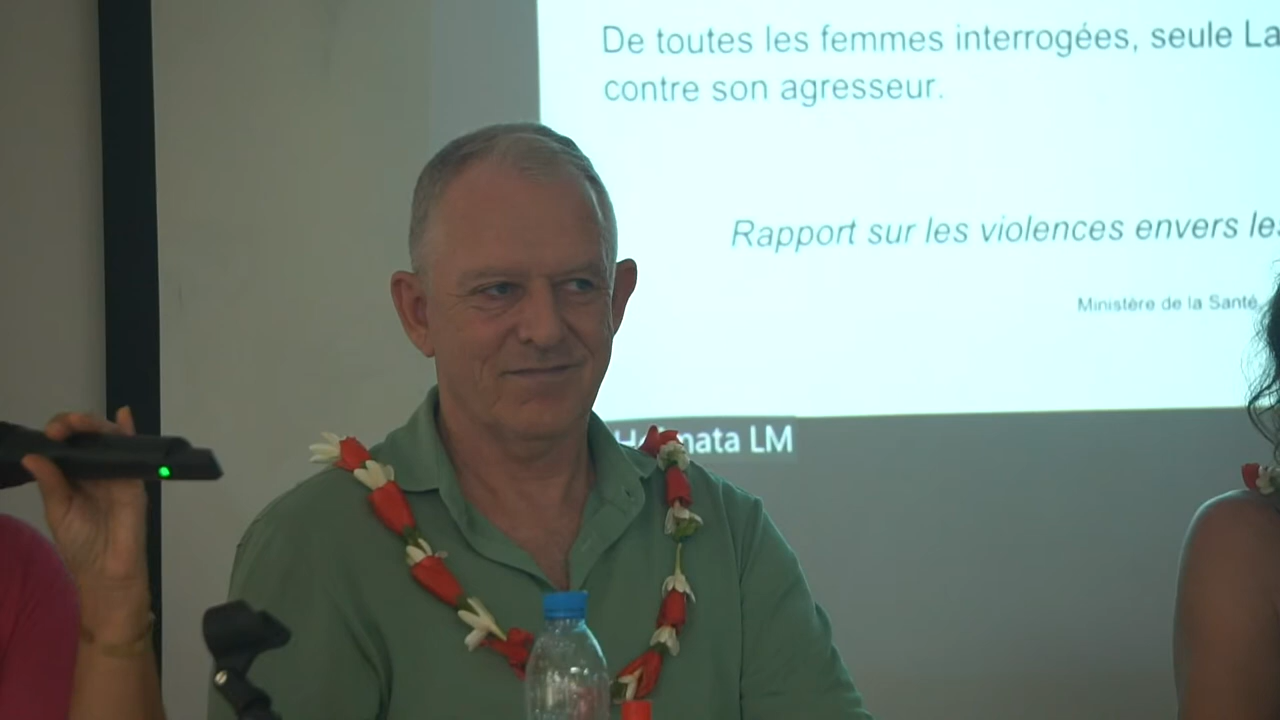 De toutes les femmes interrogées, seule La
contre son agresseur.
Rapport sur les violences envers les
Ministère de la Santé,
LM